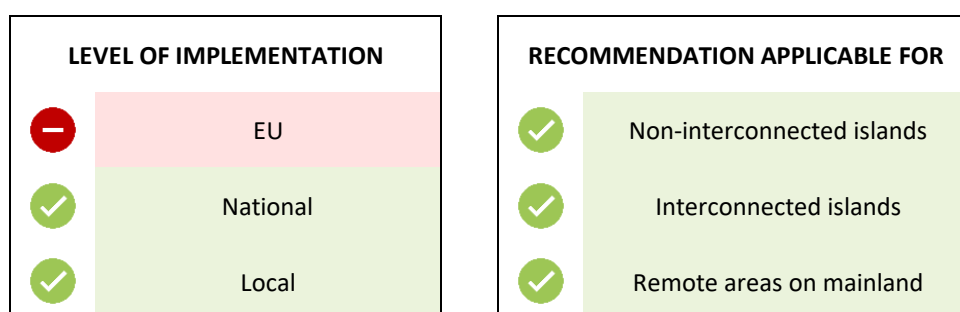 LEVEL OF IMPLEMENTATION
EU
National
Local
RECOMMENDATION APPLICABLE FOR
Non-interconnected islands
Interconnected islands
Remote areas on mainland